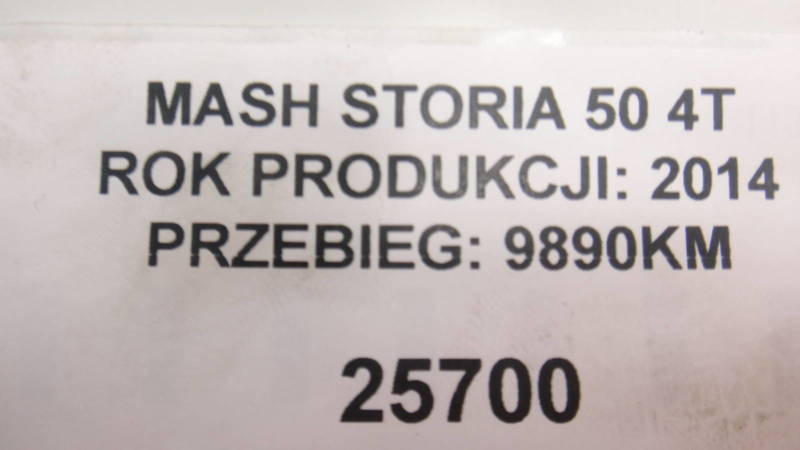 MASH STORIA 50 4T
ROK PRODUKCJI: 2014
PRZEBIEG: 9890KM
25700